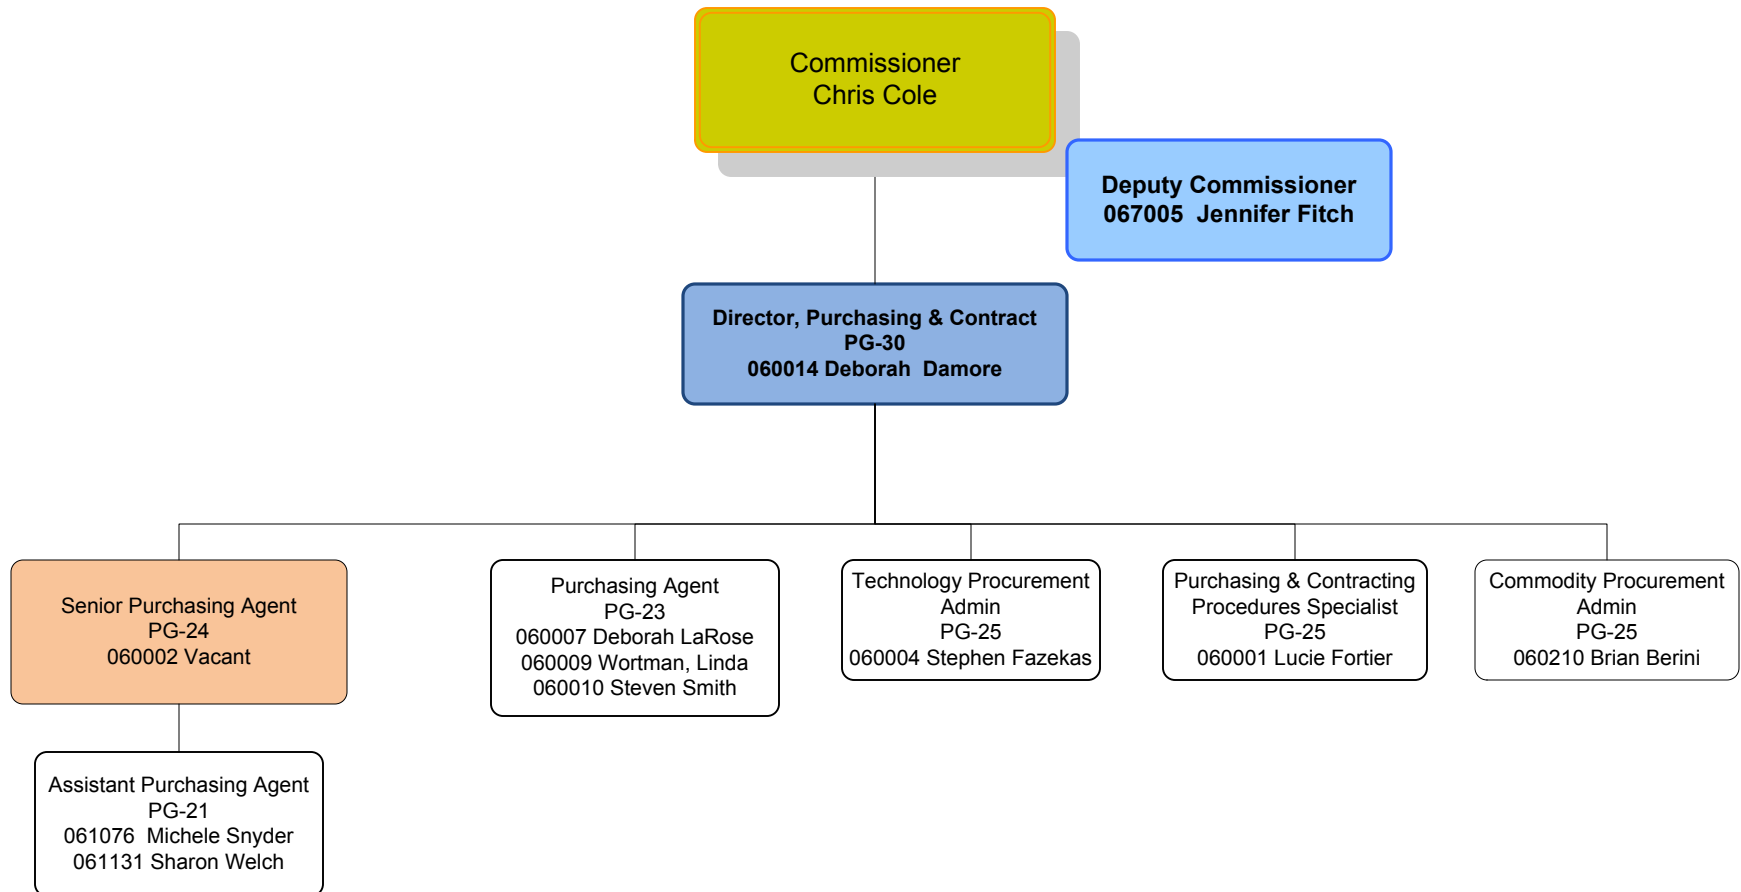 Commissioner
Chris Cole
Deputy Commissioner
067005  Jennifer Fitch
Director, Purchasing & Contract
PG-30
060014 Deborah  Damore
Senior Purchasing Agent
PG-24
060002 Vacant
Purchasing Agent
PG-23
060007 Deborah LaRose
060009 Wortman, Linda
060010 Steven Smith
Technology Procurement
Admin
PG-25
060004 Stephen Fazekas
Purchasing & Contracting
Procedures Specialist
PG-25
060001 Lucie Fortier
Commodity Procurement
Admin
PG-25
060210 Brian Berini
Assistant Purchasing Agent
PG-21
061076  Michele Snyder
061131 Sharon Welch